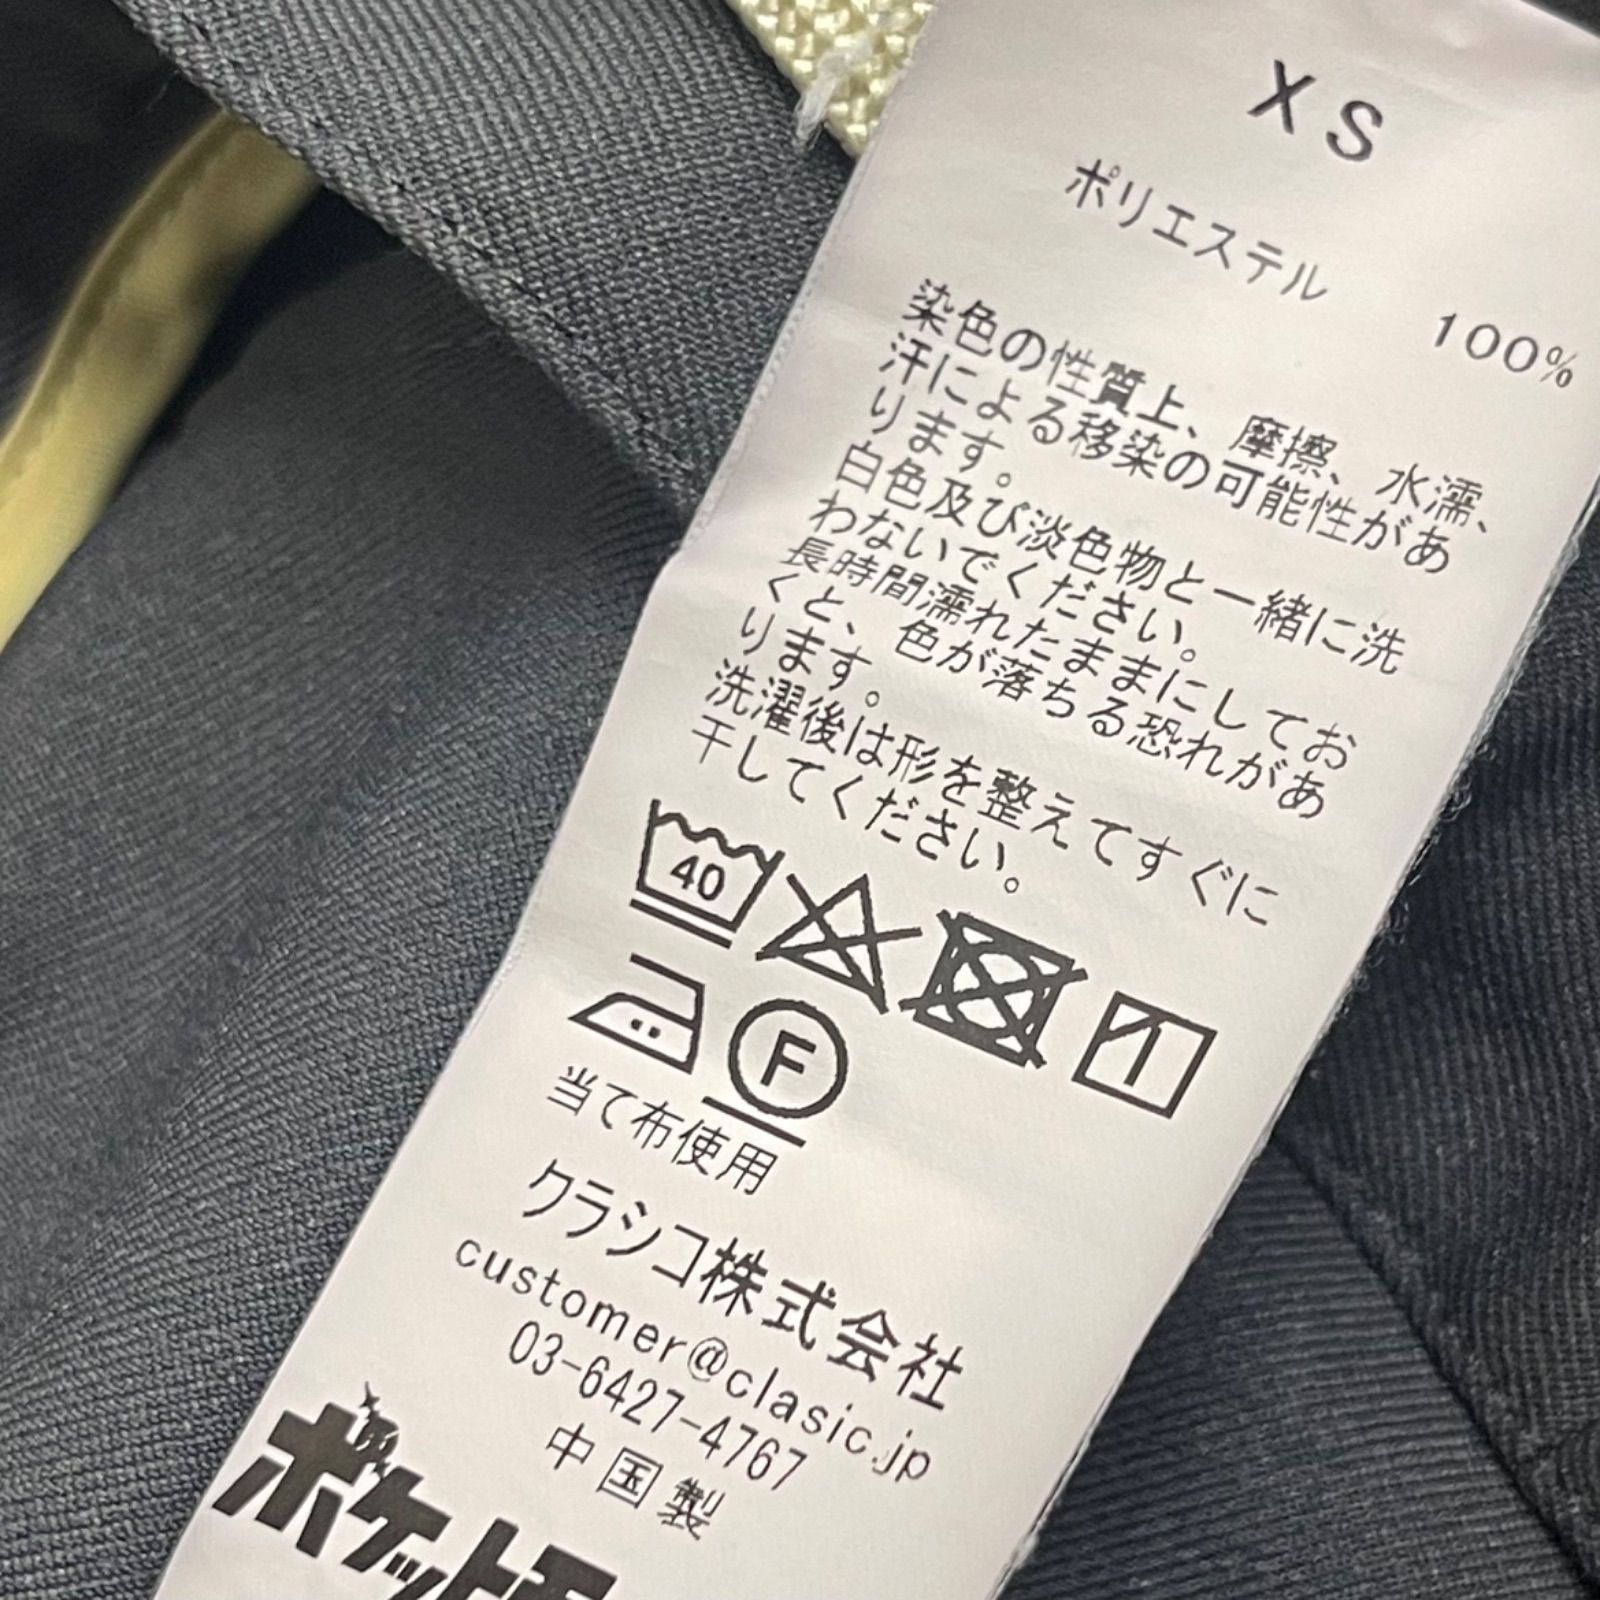 XS
ポリエステル 100%
染色の性質上、摩擦、水濡、
汗による移染の可能性があ
ります。
白色及び淡色物と一緒に洗
わないでください。
長時間濡れたままにしてお
くと、色が落ちる恐れがあ
ります。
洗濯後は形を整えてすぐに
干してください。
40
F
当て布使用
クラシコ株式会社
customer@clasic.jp
03-6427-4767
中国製
ポケットモ